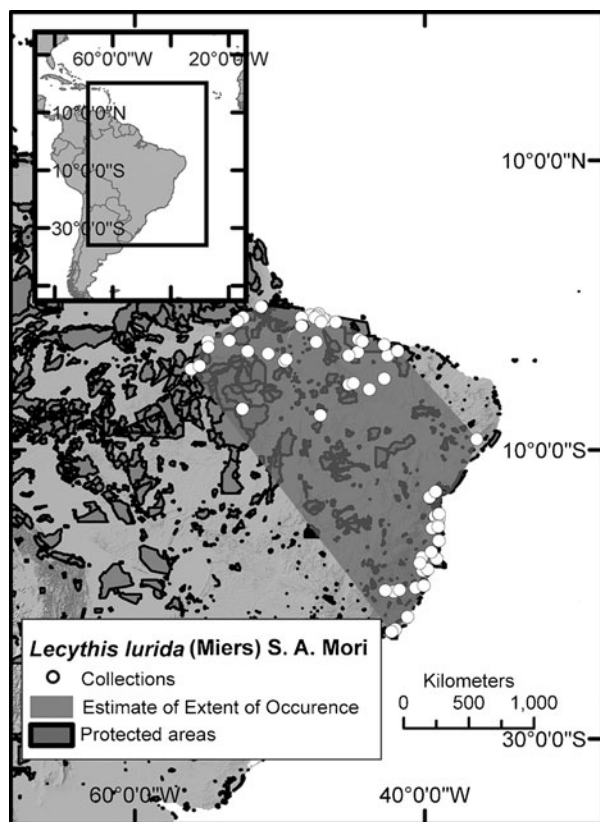 60°0'0"W 20°0'0"W
10°0'0"N
10°0'0"S
30°0'0"S
10°0'0"N
10°0'0"S
Lecythis lurida (Miers) S. A. Mori
Collections
Estimate of Extent of Occurence
Protected areas
Kilometers
0 500 1,000
30°0'0"S
60°0'0"W 40°0'0"W